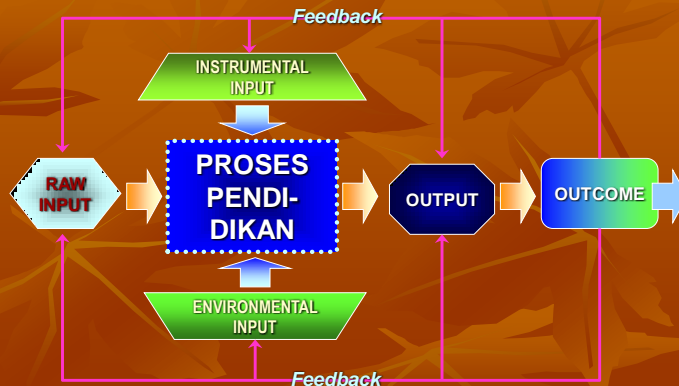 Feedback
INSTRUMENTAL
INPUT
RAW
INPUT
PROSES
PENDI-
DIKAN
OUTPUT
OUTCOME
ENVIRONMENTAL
INPUT
Feedback